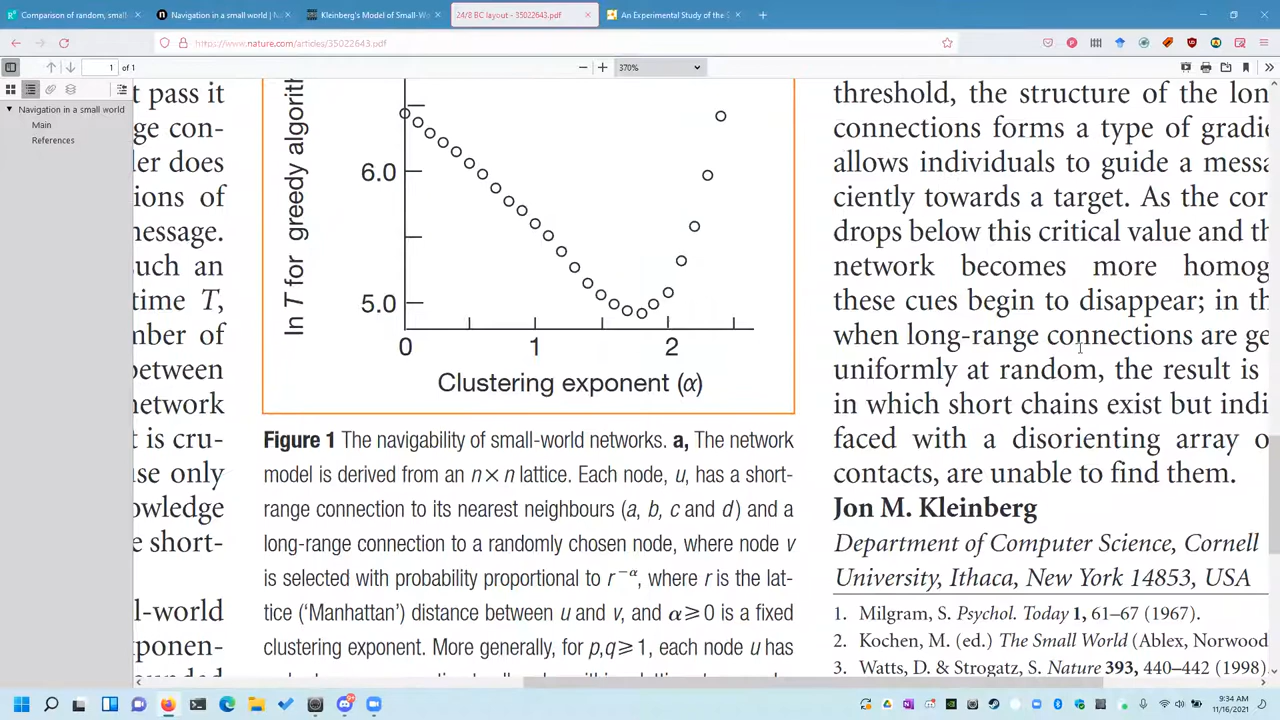 Comparison of random, small-
Navigation in a small world | N
Kleinberg's Model of Small-Wo
24/8 BC layout - 35022643.pdf
An Experimental Study of the S
https://www.nature.com/articles/35022643.pdf
1 of 1
370%
Navigation in a small world
Main
References
t pass it
ge con-
ler does
ions of
nessage.
such an
time T,
nber of
between
network
t is cru-
use only
owledge
e short-
ll-world
xponen-
ounded
ln T for greedy algorith
6.0
5.0
0 1 2
Clustering exponent (α)
Figure 1 The navigability of small-world networks. a, The network
model is derived from an n × n lattice. Each node, u, has a short-
range connection to its nearest neighbours (a, b, c and d) and a
long-range connection to a randomly chosen node, where node v
is selected with probability proportional to r⁻ᵅ, where r is the lat-
tice ('Manhattan') distance between u and v, and α ⩾ 0 is a fixed
clustering exponent. More generally, for p,q ⩾ 1, each node u has
threshold, the structure of the lon
connections forms a type of gradie
allows individuals to guide a messa
ciently towards a target. As the cor
drops below this critical value and th
network becomes more homog
these cues begin to disappear; in th
when long-range connections are ge
uniformly at random, the result is
in which short chains exist but indi
faced with a disorienting array o
contacts, are unable to find them.
Jon M. Kleinberg
Department of Computer Science, Cornell
University, Ithaca, New York 14853, USA
1. Milgram, S. Psychol. Today 1, 61–67 (1967).
2. Kochen, M. (ed.) The Small World (Ablex, Norwood
3. Watts, D. & Strogatz, S. Nature 393, 440–442 (1998)
9:34 AM
11/16/2021